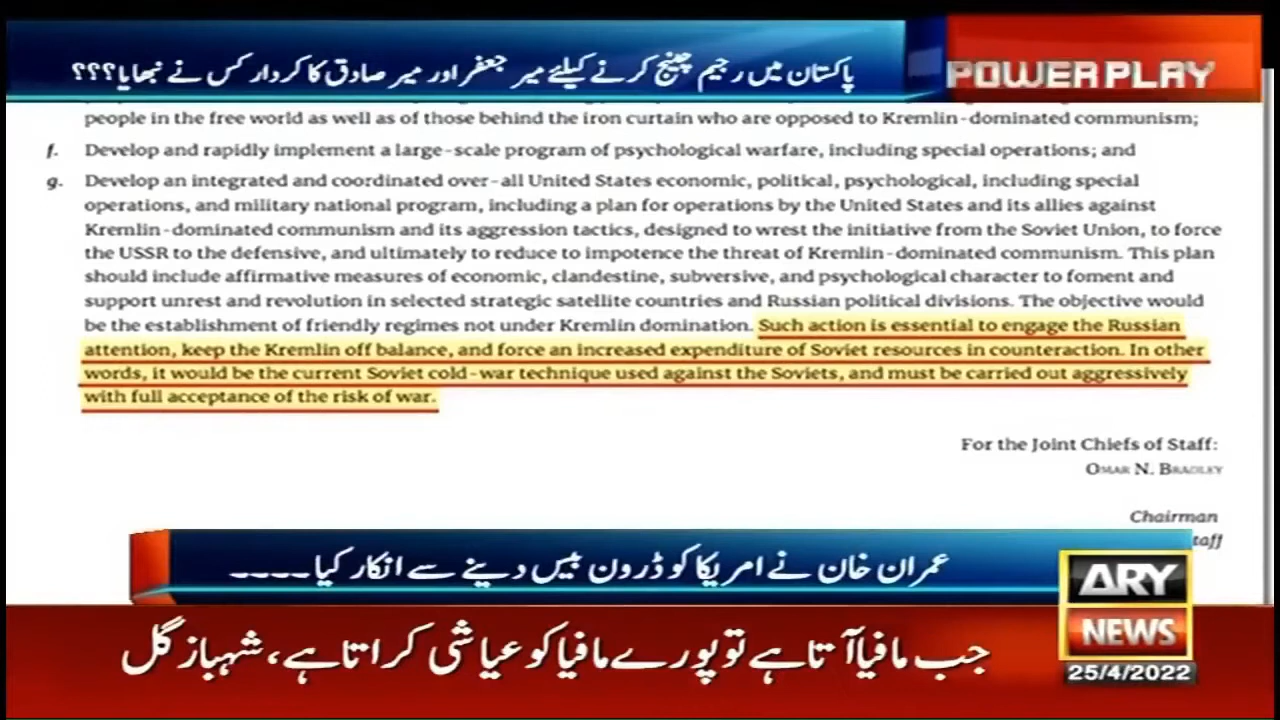 پاکستان میں رجیم چینج کرنے کیلئے میر جعفر اور میر صادق کا کردار کس نے نبھایا؟؟؟
POWERPLAY
people in the free world as well as of those behind the iron curtain who are opposed to Kremlin-dominated communism;
f. Develop and rapidly implement a large-scale program of psychological warfare, including special operations; and
g. Develop an integrated and coordinated over-all United States economic, political, psychological, including special
operations, and military national program, including a plan for operations by the United States and its allies against
Kremlin-dominated communism and its aggression tactics, designed to wrest the initiative from the Soviet Union, to force
the USSR to the defensive, and ultimately to reduce to impotence the threat of Kremlin-dominated communism. This plan
should include affirmative measures of economic, clandestine, subversive, and psychological character to foment and
support unrest and revolution in selected strategic satellite countries and Russian political divisions. The objective would
be the establishment of friendly regimes not under Kremlin domination. Such action is essential to engage the Russian
attention, keep the Kremlin off balance, and force an increased expenditure of Soviet resources in counteraction. In other
words, it would be the current Soviet cold-war technique used against the Soviets, and must be carried out aggressively
with full acceptance of the risk of war.
For the Joint Chiefs of Staff:
OMAR N. BRADLEY
Chairman
taff
عمران خان نے امریکا کو ڈرون بیس دینے سے انکار کیا۔۔۔۔
ARY
NEWS
25/4/2022
جب مافیا آتا ہے تو پورے مافیا کو عیاشی کراتا ہے، شہباز گل